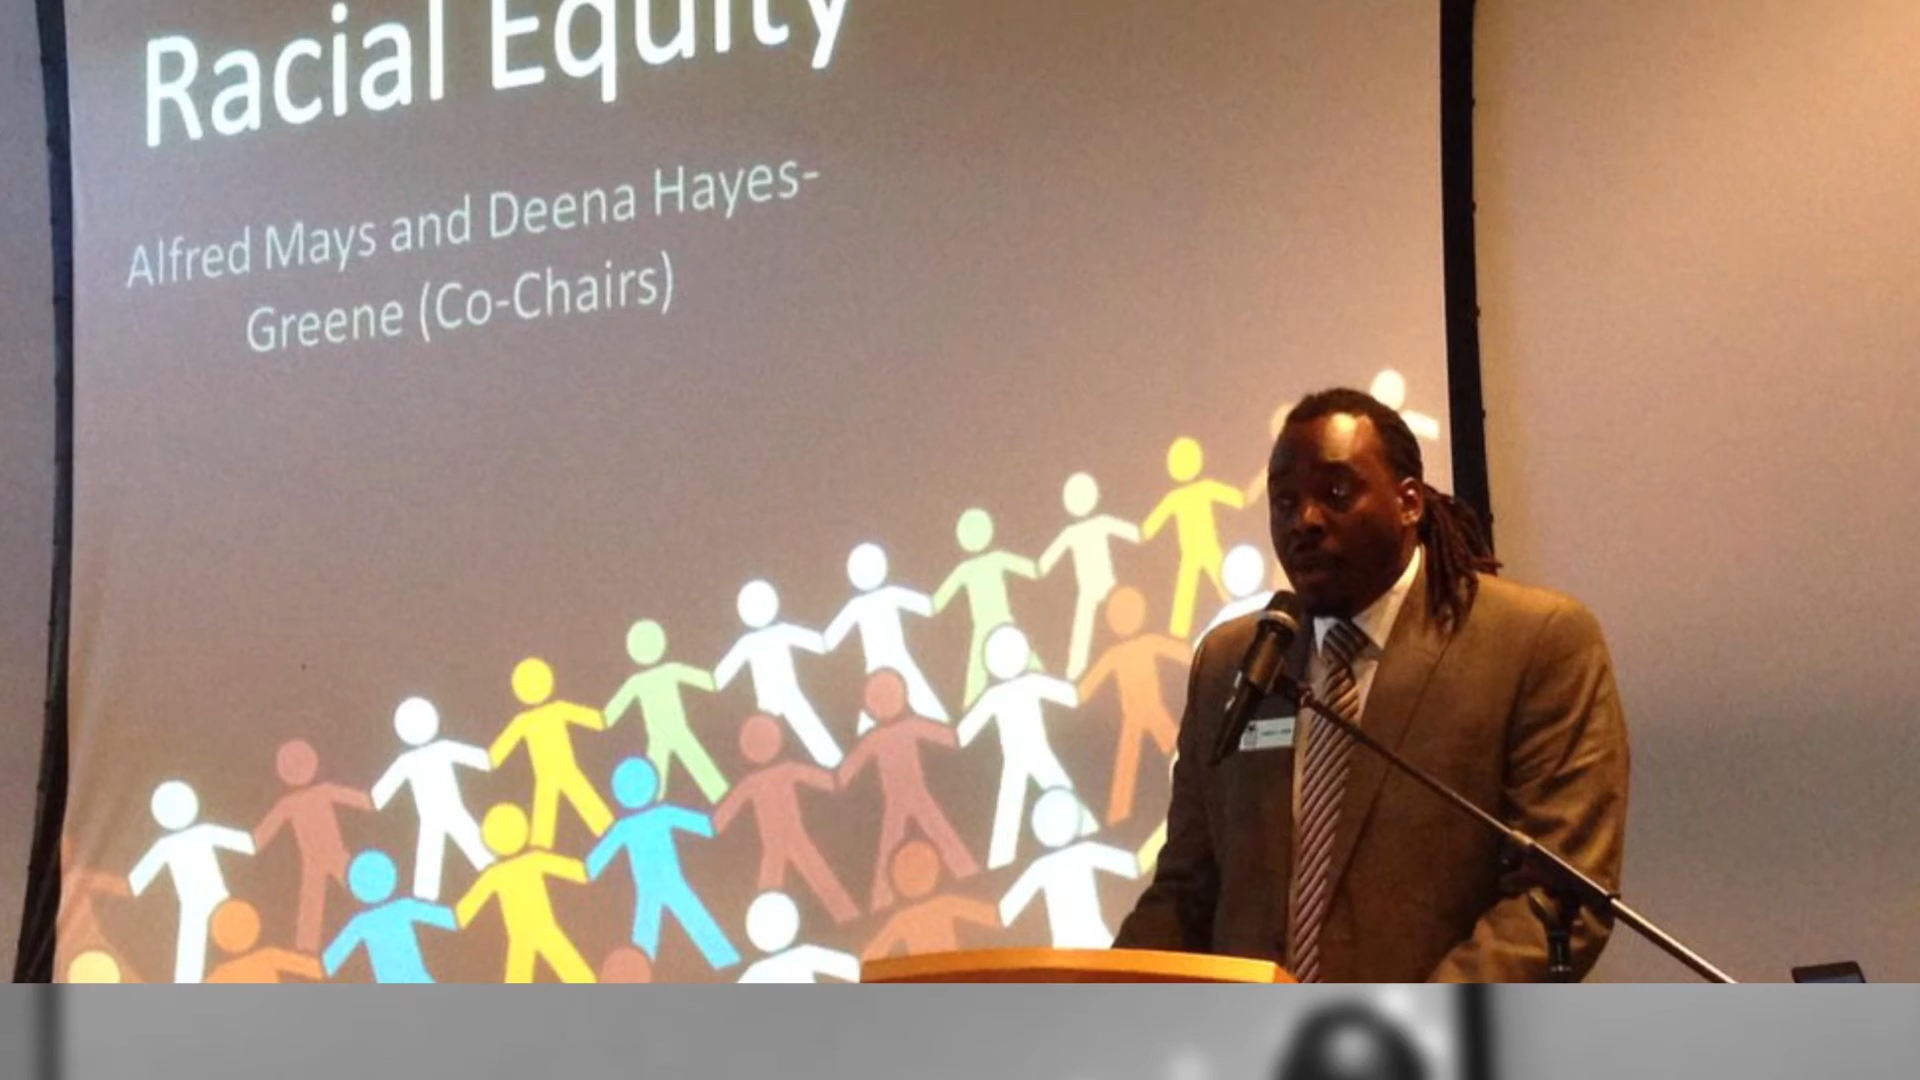 Racial Equity
Alfred Mays and Deena Hayes-
Greene (Co-Chairs)